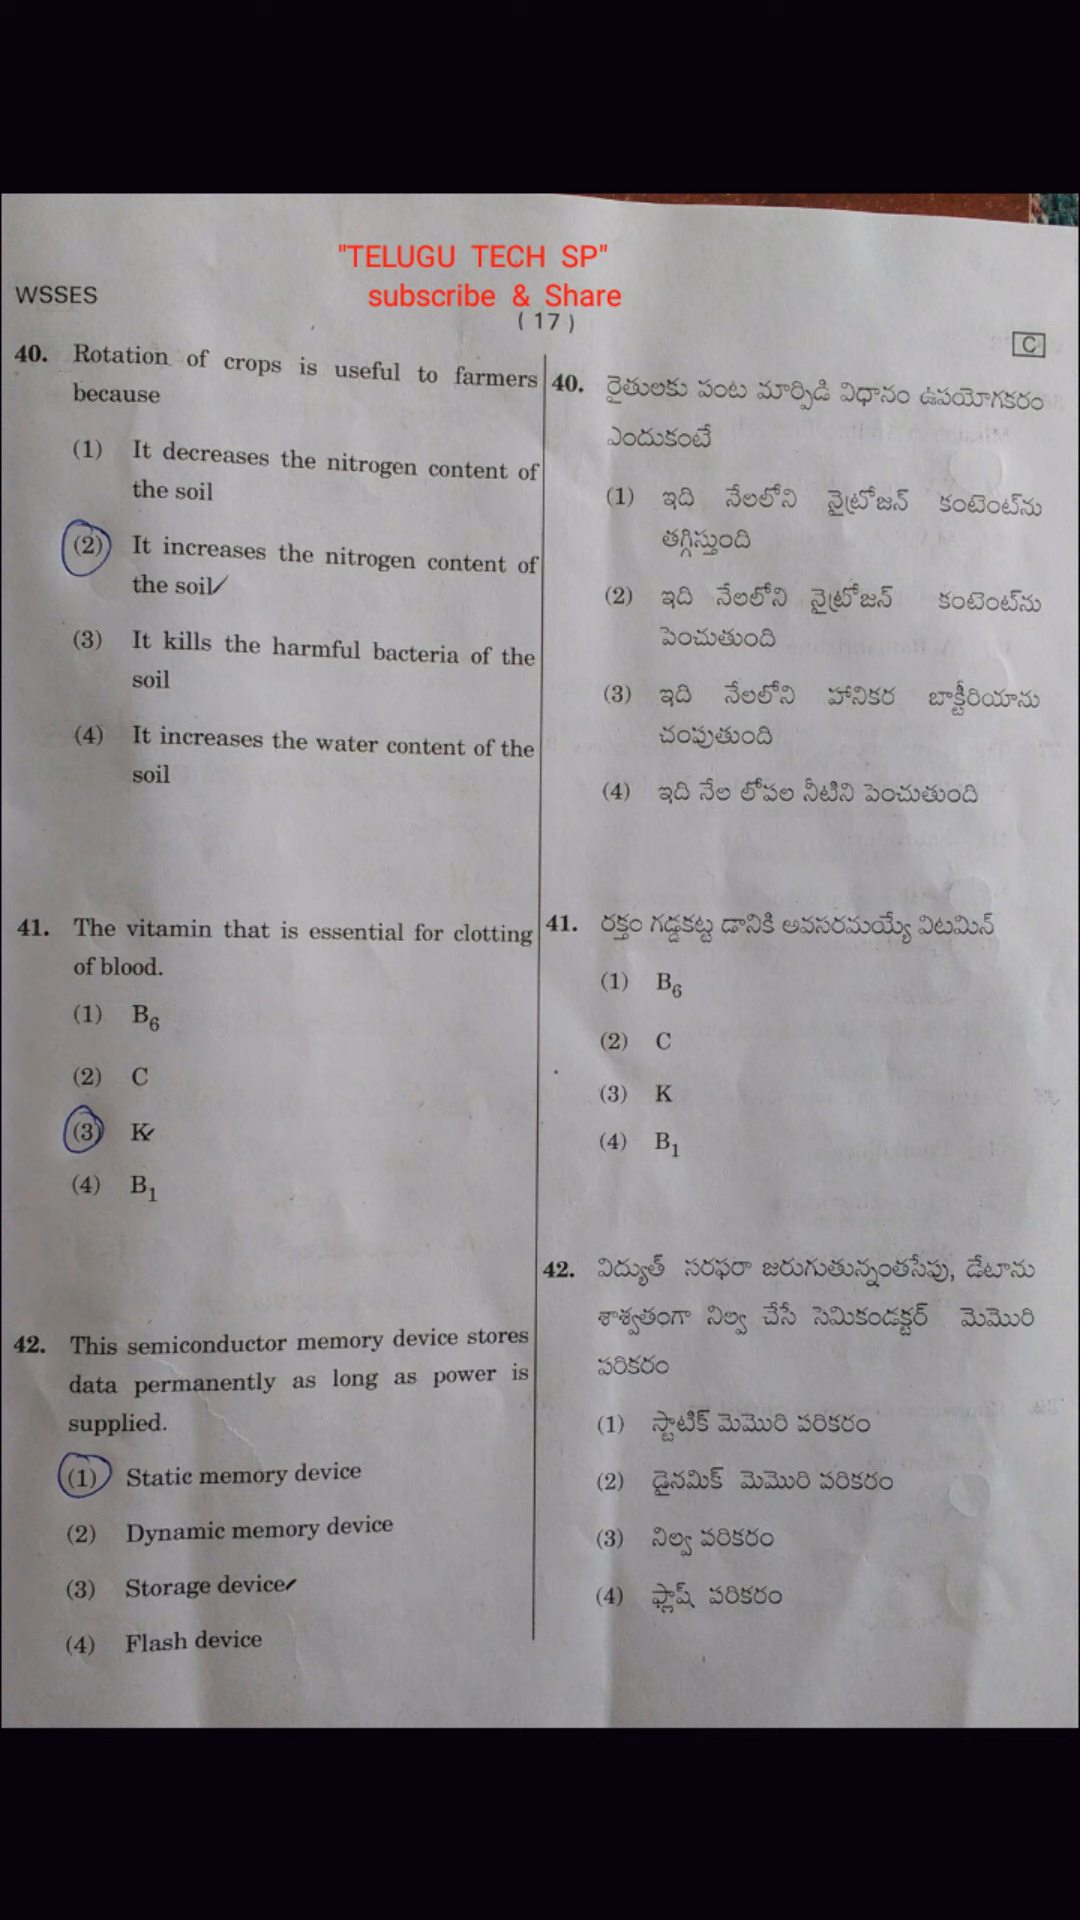 "TELUGU TECH SP"
subscribe & Share
WSSES
( 17 )
C
40. Rotation of crops is useful to farmers
because
(1) It decreases the nitrogen content of
the soil
(2) It increases the nitrogen content of
the soil
(3) It kills the harmful bacteria of the
soil
(4) It increases the water content of the
soil
41. The vitamin that is essential for clotting
of blood.
(1) B6
(2) C
(3) K
(4) B1
42. This semiconductor memory device stores
data permanently as long as power is
supplied.
(1) Static memory device
(2) Dynamic memory device
(3) Storage device
(4) Flash device
40. రైతులకు పంట మార్పిడి విధానం ఉపయోగకరం
ఎందుకంటే
(1) ఇది నేలలోని నైట్రోజన్ కంటెంట్‌ను
తగ్గిస్తుంది
(2) ఇది నేలలోని నైట్రోజన్ కంటెంట్‌ను
పెంచుతుంది
(3) ఇది నేలలోని హానికర బాక్టీరియాను
చంపుతుంది
(4) ఇది నేల లోపల నీటిని పెంచుతుంది
41. రక్తం గడ్డకట్ట డానికి అవసరమయ్యే విటమిన్
(1) B6
(2) C
(3) K
(4) B1
42. విద్యుత్ సరఫరా జరుగుతున్నంతసేపు, డేటాను
శాశ్వతంగా నిల్వ చేసే సెమికండక్టర్ మెమొరి
పరికరం
(1) స్టాటిక్ మెమొరి పరికరం
(2) డైనమిక్ మెమొరి పరికరం
(3) నిల్వ పరికరం
(4) ఫ్లాష్ పరికరం